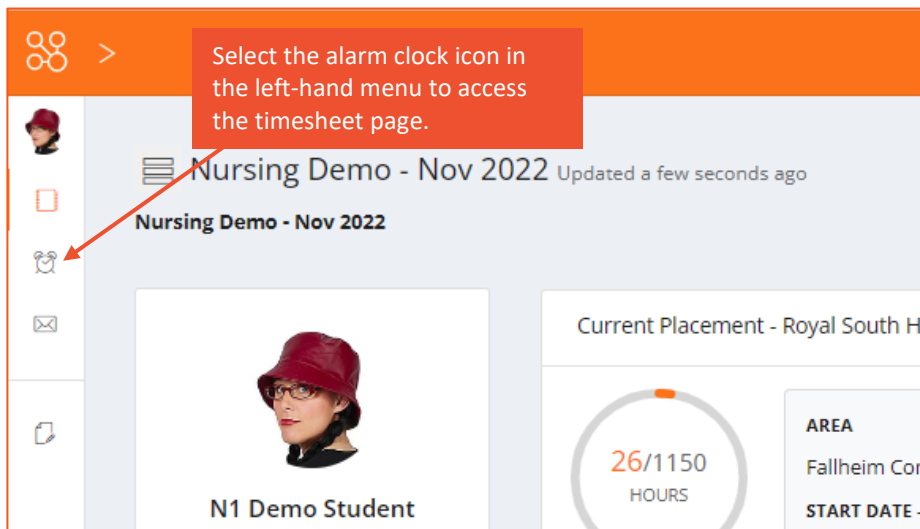 >
Select the alarm clock icon in
the left-hand menu to access
the timesheet page.
Nursing Demo - Nov 2022 Updated a few seconds ago
Nursing Demo - Nov 2022
Current Placement - Royal South H
26/1150
HOURS
AREA
Fallheim Co
START DATE -
N1 Demo Student